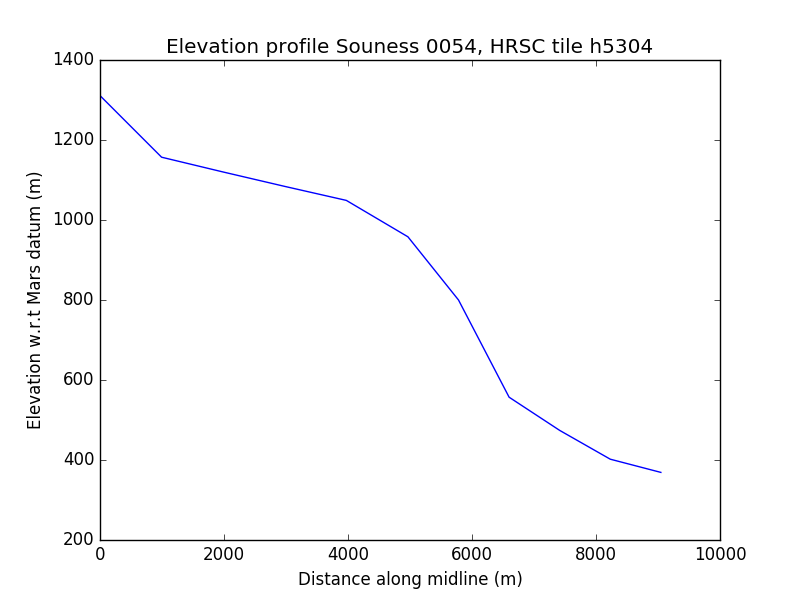 Elevation profile Souness 0054, HRSC tile h5304
1400
1200
1000
800
600
400
200
Elevation w.r.t Mars datum (m)
0 2000 4000 6000 8000 10000
Distance along midline (m)